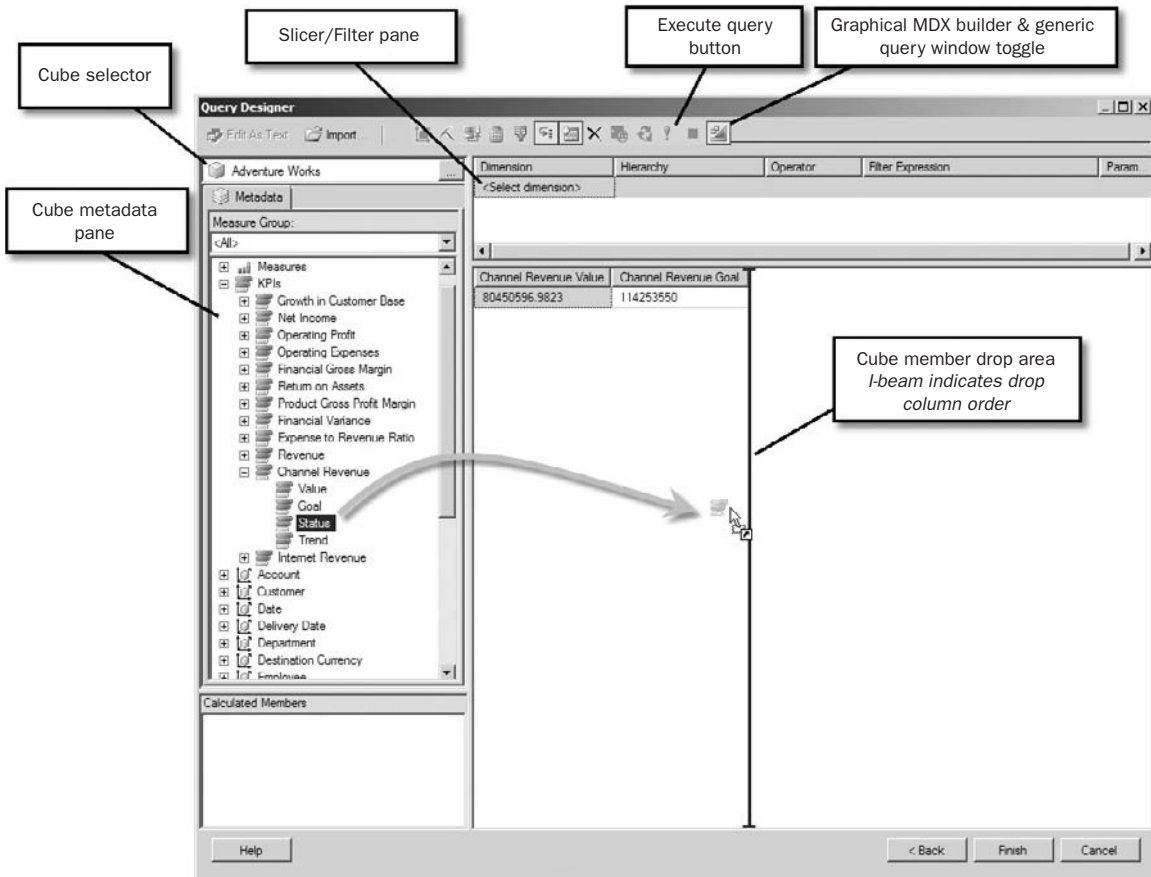 Slicer/Filter pane
Execute query
button
Graphical MDX builder & generic
query window toggle
Cube selector
Query Designer
Edit As Text
Import...
Adventure Works
...
Dimension
Hierarchy
Operator
Filter Expression
Param...
<Select dimension>
Metadata
Cube metadata
pane
Measure Group:
<All>
Measures
KPIs
Growth in Customer Base
Net Income
Operating Profit
Operating Expenses
Financial Gross Margin
Return on Assets
Product Gross Profit Margin
Financial Variance
Expense to Revenue Ratio
Revenue
Channel Revenue
Value
Goal
Status
Trend
Internet Revenue
Account
Customer
Date
Delivery Date
Department
Destination Currency
Employee
Channel Revenue Value
Channel Revenue Goal
80450596.9823
114253550
Cube member drop area
I-beam indicates drop
column order
Calculated Members
Help
< Back
Finish
Cancel